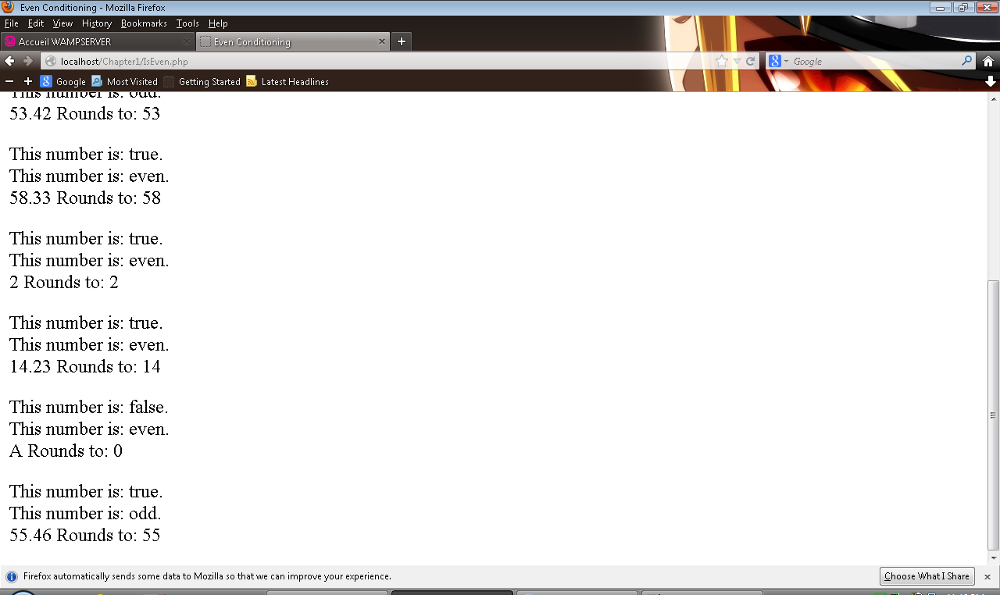 Even Conditioning - Mozilla Firefox
File Edit View History Bookmarks Tools Help
Accueil WAMPSERVER
Even Conditioning
localhost/Chapter1/IsEven.php
Google
Google Most Visited Getting Started Latest Headlines
This number is: odd.
53.42 Rounds to: 53
This number is: true.
This number is: even.
58.33 Rounds to: 58
This number is: true.
This number is: even.
2 Rounds to: 2
This number is: true.
This number is: even.
14.23 Rounds to: 14
This number is: false.
This number is: even.
A Rounds to: 0
This number is: true.
This number is: odd.
55.46 Rounds to: 55
Firefox automatically sends some data to Mozilla so that we can improve your experience.
Choose What I Share